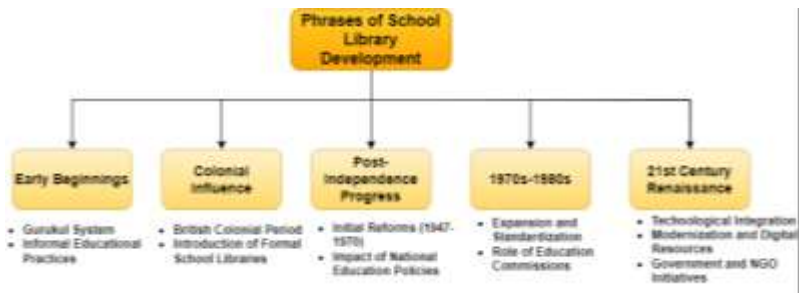 Phrases of School
Library
Development
Early Beginnings
• Gurukul System
• Informal Educational
Practices
Colonial
Influence
• British Colonial Period
• Introduction of Formal
School Libraries
Post-
Independence
Progress
• Initial Reforms (1947-
1970)
• Impact of National
Education Policies
1970s-1980s
• Expansion and
Standardization
• Role of Education
Commissions
21st Century
Renaissance
• Technological Integration
• Modernization and Digital
Resources
• Government and NGO
Initiatives